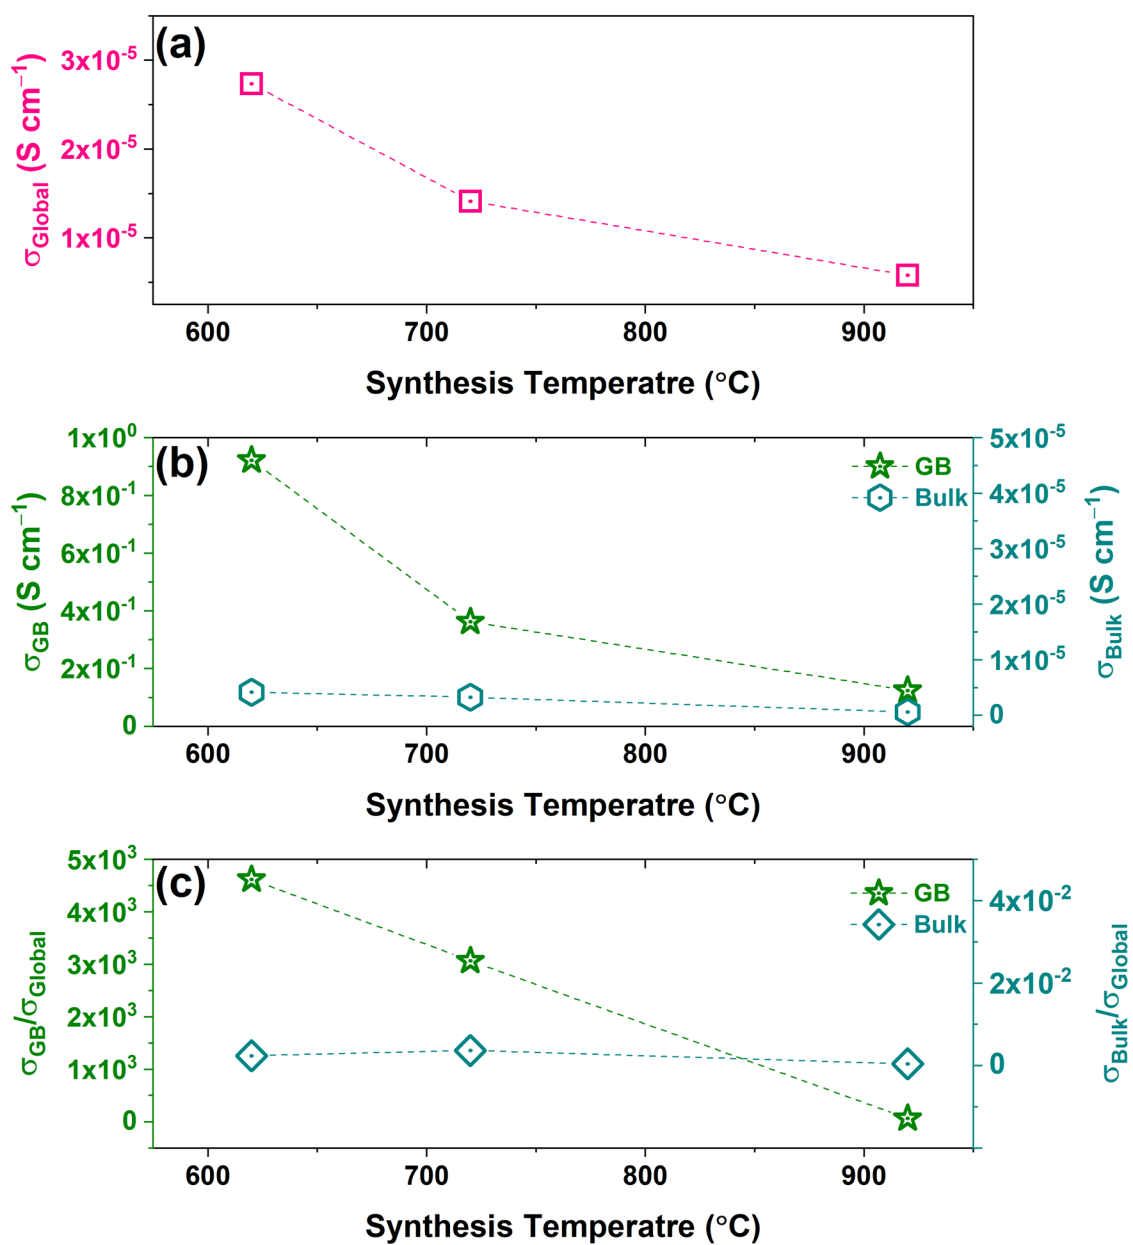 (a)
σGlobal (S cm−1)
3x10-5
2x10-5
1x10-5
600 700 800 900
Synthesis Temperatre (°C)
(b)
σGB (S cm−1)
1x100
8x10-1
6x10-1
4x10-1
2x10-1
0
GB
Bulk
5x10-5
4x10-5
3x10-5
2x10-5
1x10-5
0
σBulk (S cm−1)
600 700 800 900
Synthesis Temperatre (°C)
(c)
σGB/σGlobal
5x103
4x103
3x103
2x103
1x103
0
GB
Bulk
4x10-2
2x10-2
0
σBulk/σGlobal
600 700 800 900
Synthesis Temperatre (°C)